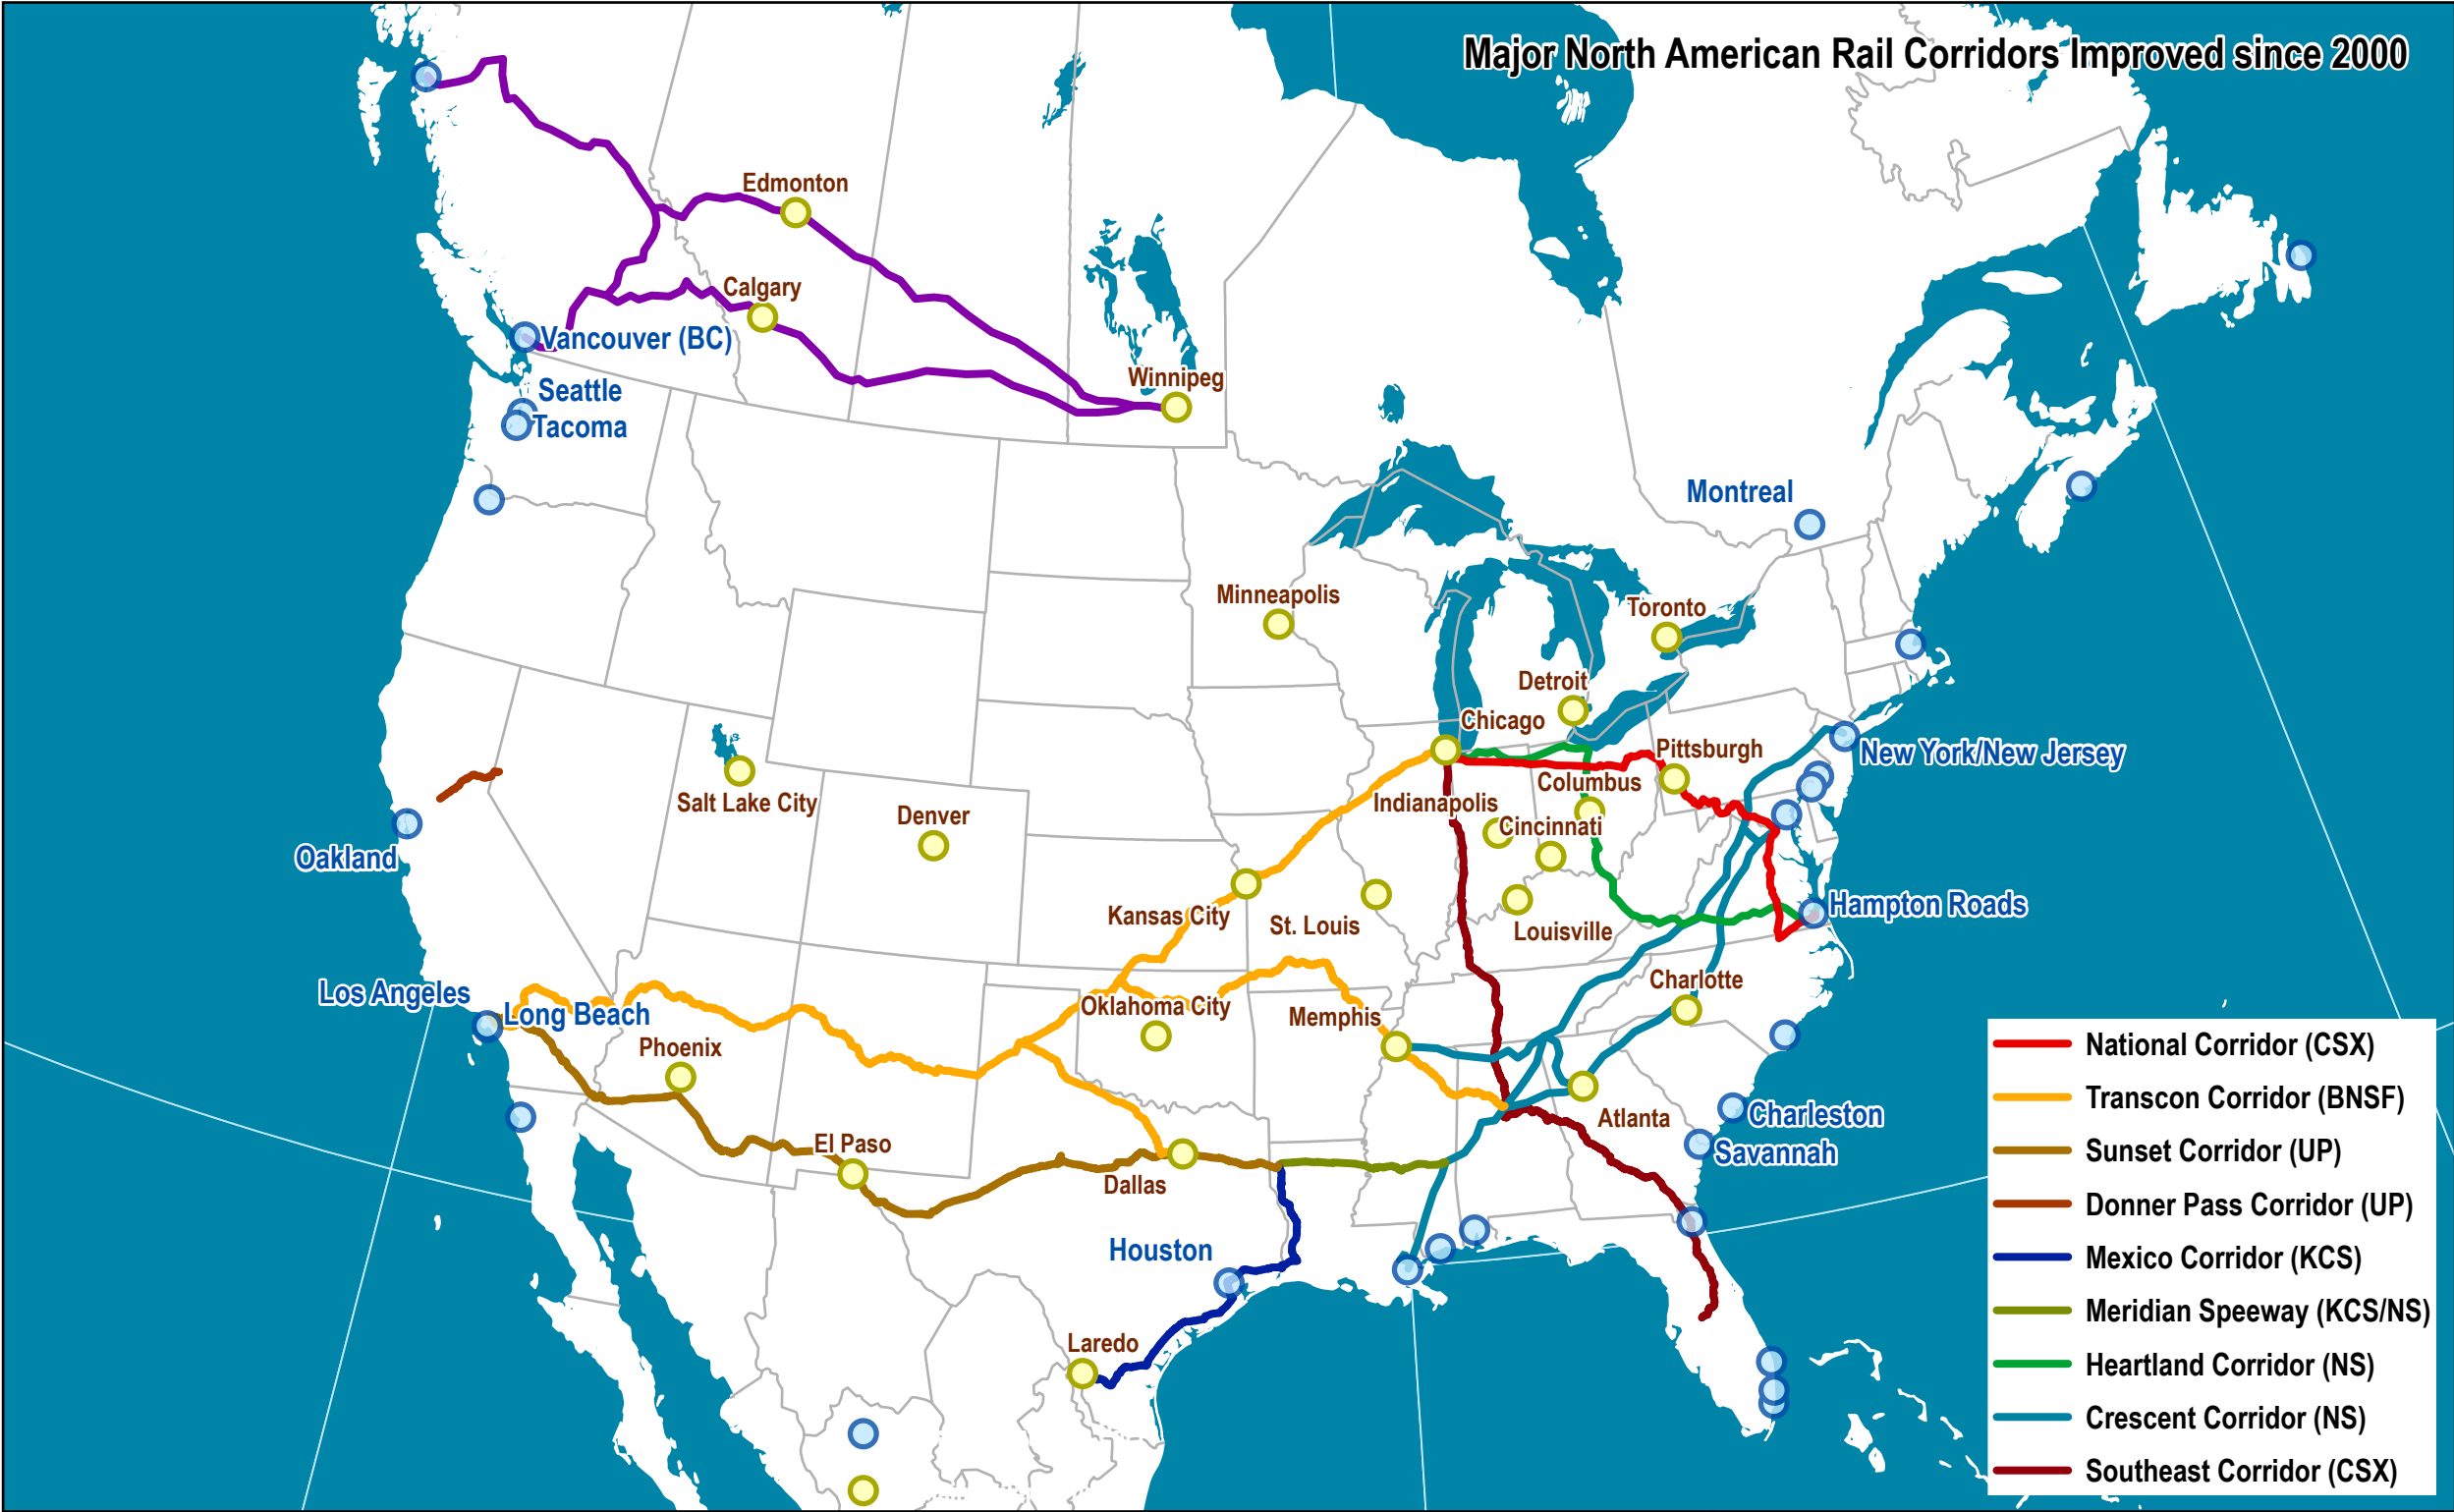 Major North American Rail Corridors Improved since 2000
Edmonton
Calgary
Vancouver (BC)
Winnipeg
Seattle
Tacoma
Montreal
Minneapolis
Toronto
Detroit
Chicago
Pittsburgh
New York/New Jersey
Columbus
Indianapolis
Salt Lake City
Denver
Cincinnati
Oakland
Kansas City
St. Louis
Louisville
Hampton Roads
Los Angeles
Long Beach
Oklahoma City
Memphis
Charlotte
Phoenix
Atlanta
Charleston
Savannah
El Paso
Dallas
Houston
Laredo
National Corridor (CSX)
Transcon Corridor (BNSF)
Sunset Corridor (UP)
Donner Pass Corridor (UP)
Mexico Corridor (KCS)
Meridian Speeway (KCS/NS)
Heartland Corridor (NS)
Crescent Corridor (NS)
Southeast Corridor (CSX)